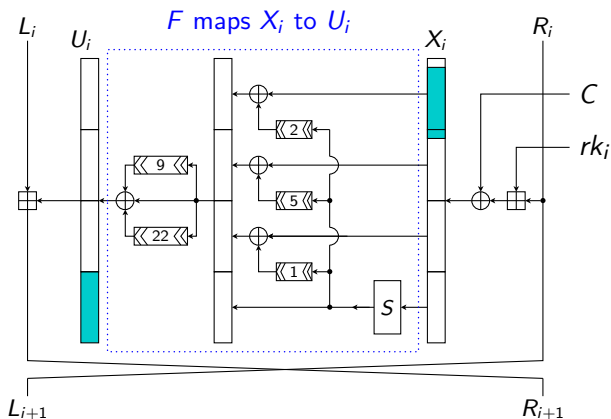 L_i
F maps X_i to U_i
R_i
U_i
X_i
C
2
rk_i
9
5
22
1
S
L_{i+1}
R_{i+1}